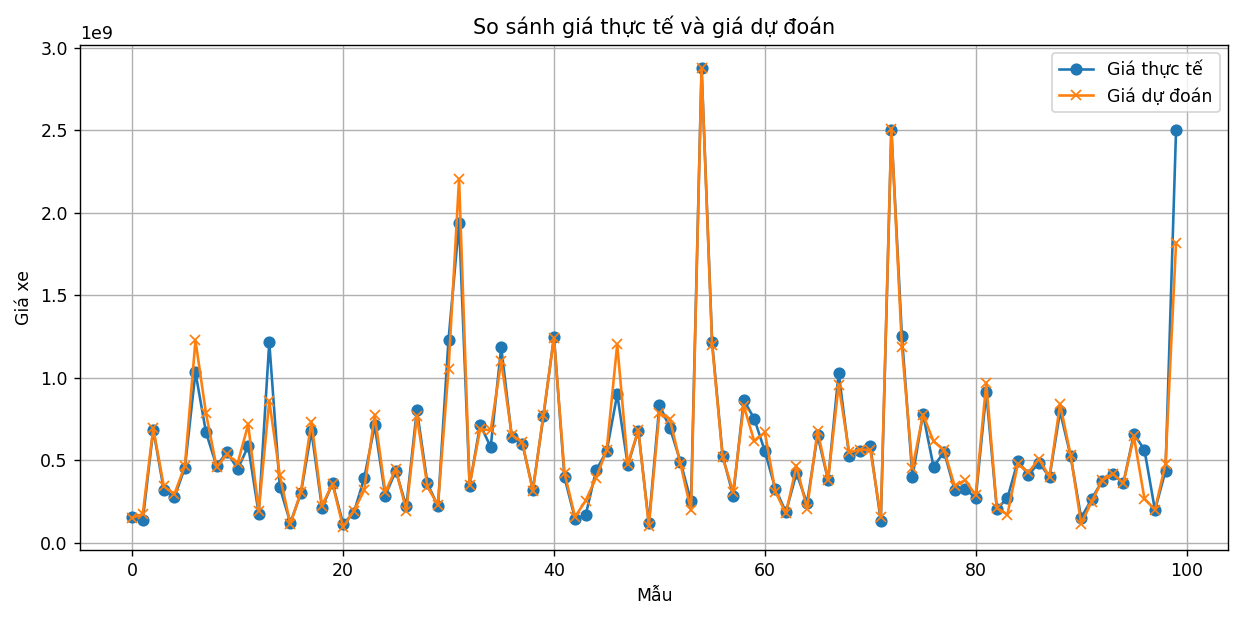 So sánh giá thực tế và giá dự đoán
1e9
Giá thực tế
Giá dự đoán
3.0
2.5
2.0
1.5
1.0
0.5
0.0
Giá xe
0 20 40 60 80 100
Mẫu